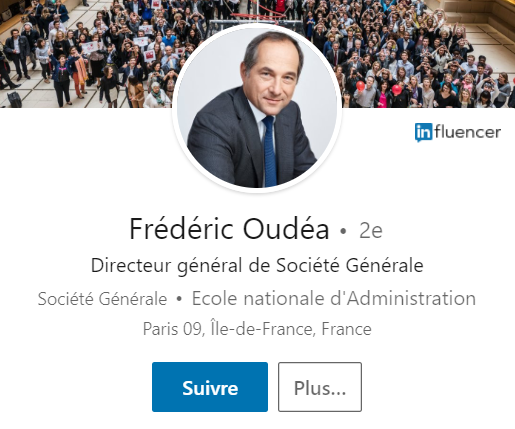 influencer
Frédéric Oudéa • 2e
Directeur général de Société Générale
Société Générale • Ecole nationale d'Administration
Paris 09, Île-de-France, France
Suivre Plus...